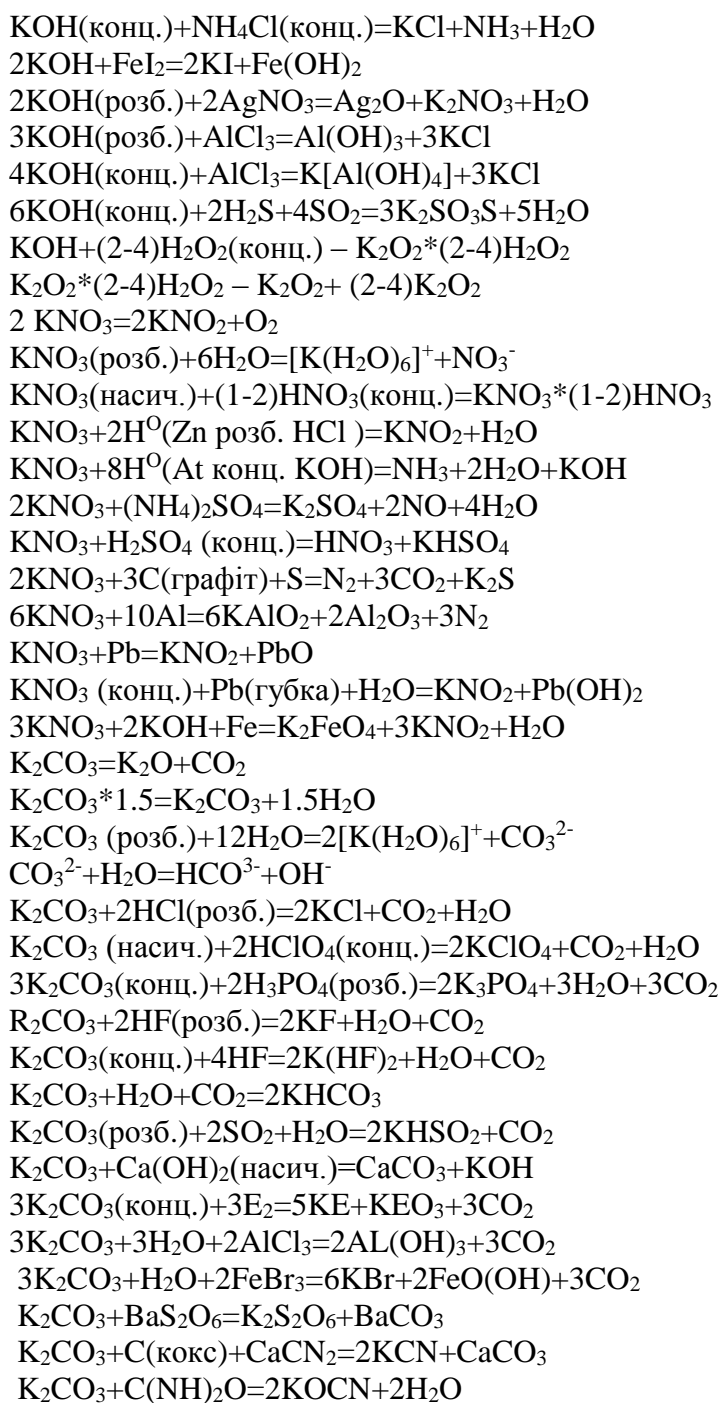 KOH(конц.)+NH₄Cl(конц.)=KCl+NH₃+H₂O
2KOH+FeI₂=2KI+Fe(OH)₂
2KOH(розб.)+2AgNO₃=Ag₂O+K₂NO₃+H₂O
3KOH(розб.)+AlCl₃=Al(OH)₃+3KCl
4KOH(конц.)+AlCl₃=K[Al(OH)₄]+3KCl
6KOH(конц.)+2H₂S+4SO₂=3K₂SO₃S+5H₂O
KOH+(2-4)H₂O₂(конц.) – K₂O₂*(2-4)H₂O₂
K₂O₂*(2-4)H₂O₂ – K₂O₂+ (2-4)K₂O₂
2 KNO₃=2KNO₂+O₂
KNO₃(розб.)+6H₂O=[K(H₂O)₆]⁺+NO₃⁻
KNO₃(насич.)+(1-2)HNO₃(конц.)=KNO₃*(1-2)HNO₃
KNO₃+2Hᴼ(Zn розб. HCl )=KNO₂+H₂O
KNO₃+8Hᴼ(At конц. KOH)=NH₃+2H₂O+KOH
2KNO₃+(NH₄)₂SO₄=K₂SO₄+2NO+4H₂O
KNO₃+H₂SO₄ (конц.)=HNO₃+KHSO₄
2KNO₃+3C(графіт)+S=N₂+3CO₂+K₂S
6KNO₃+10Al=6KAlO₂+2Al₂O₃+3N₂
KNO₃+Pb=KNO₂+PbO
KNO₃ (конц.)+Pb(губка)+H₂O=KNO₂+Pb(OH)₂
3KNO₃+2KOH+Fe=K₂FeO₄+3KNO₂+H₂O
K₂CO₃=K₂O+CO₂
K₂CO₃*1.5=K₂CO₃+1.5H₂O
K₂CO₃ (розб.)+12H₂O=2[K(H₂O)₆]⁺+CO₃²⁻
CO₃²⁻+H₂O=HCO³⁻+OH⁻
K₂CO₃+2HCl(розб.)=2KCl+CO₂+H₂O
K₂CO₃ (насич.)+2HClO₄(конц.)=2KClO₄+CO₂+H₂O
3K₂CO₃(конц.)+2H₃PO₄(розб.)=2K₃PO₄+3H₂O+3CO₂
R₂CO₃+2HF(розб.)=2KF+H₂O+CO₂
K₂CO₃(конц.)+4HF=2K(HF)₂+H₂O+CO₂
K₂CO₃+H₂O+CO₂=2KHCO₃
K₂CO₃(розб.)+2SO₂+H₂O=2KHSO₂+CO₂
K₂CO₃+Ca(OH)₂(насич.)=CaCO₃+KOH
3K₂CO₃(конц.)+3E₂=5KE+KEO₃+3CO₂
3K₂CO₃+3H₂O+2AlCl₃=2AL(OH)₃+3CO₂
3K₂CO₃+H₂O+2FeBr₃=6KBr+2FeO(OH)+3CO₂
K₂CO₃+BaS₂O₆=K₂S₂O₆+BaCO₃
K₂CO₃+C(кокс)+CaCN₂=2KCN+CaCO₃
K₂CO₃+C(NH)₂O=2KOCN+2H₂O